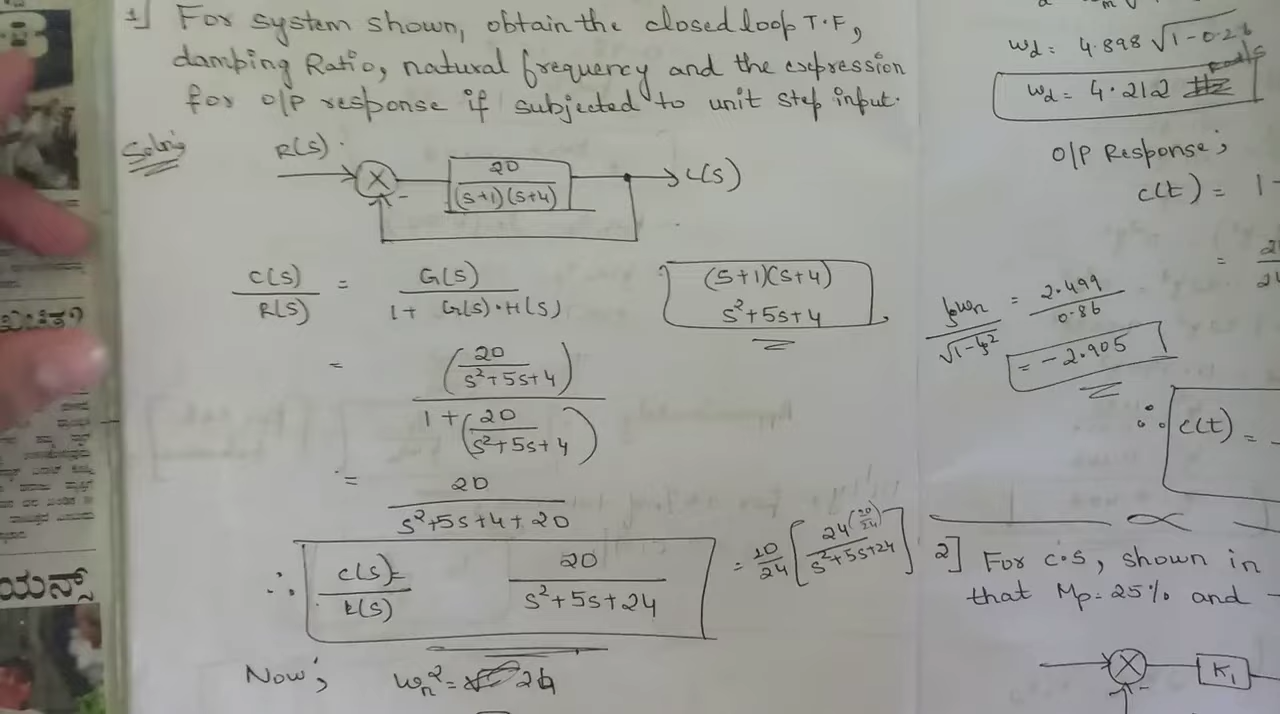 1] For system shown, obtain the closed loop T.F,
damping Ratio, natural frequency and the expression
for O/P response if subjected to unit step input.
Soln;
R(S).
20
(s+1)(s+4)
C(S)
-
C(S)
R(S)
= G(S)
1+ G(s)·H(s)
(S+1)(S+4)
s²+5s+4
= (20
s²+5s+4)
1+ (20
s²+5s+4)
= 20
s²+5s+4+20
∴ C(S) =
R(S)
20
s²+5s+24
= 20
24 [24 (20
24)
s²+5s+24]
Now; ωn² = 24
ωd = 4.898 √1-0.26
ωd = 4.212 rad/s
O/P Response;
c(t) = 1-
=
ξωn
√1-ξ²
= 2.499
0.86
= -2.905
∴ c(t) = -
2] For c.s, shown in
that Mp = 25% and
K1
-